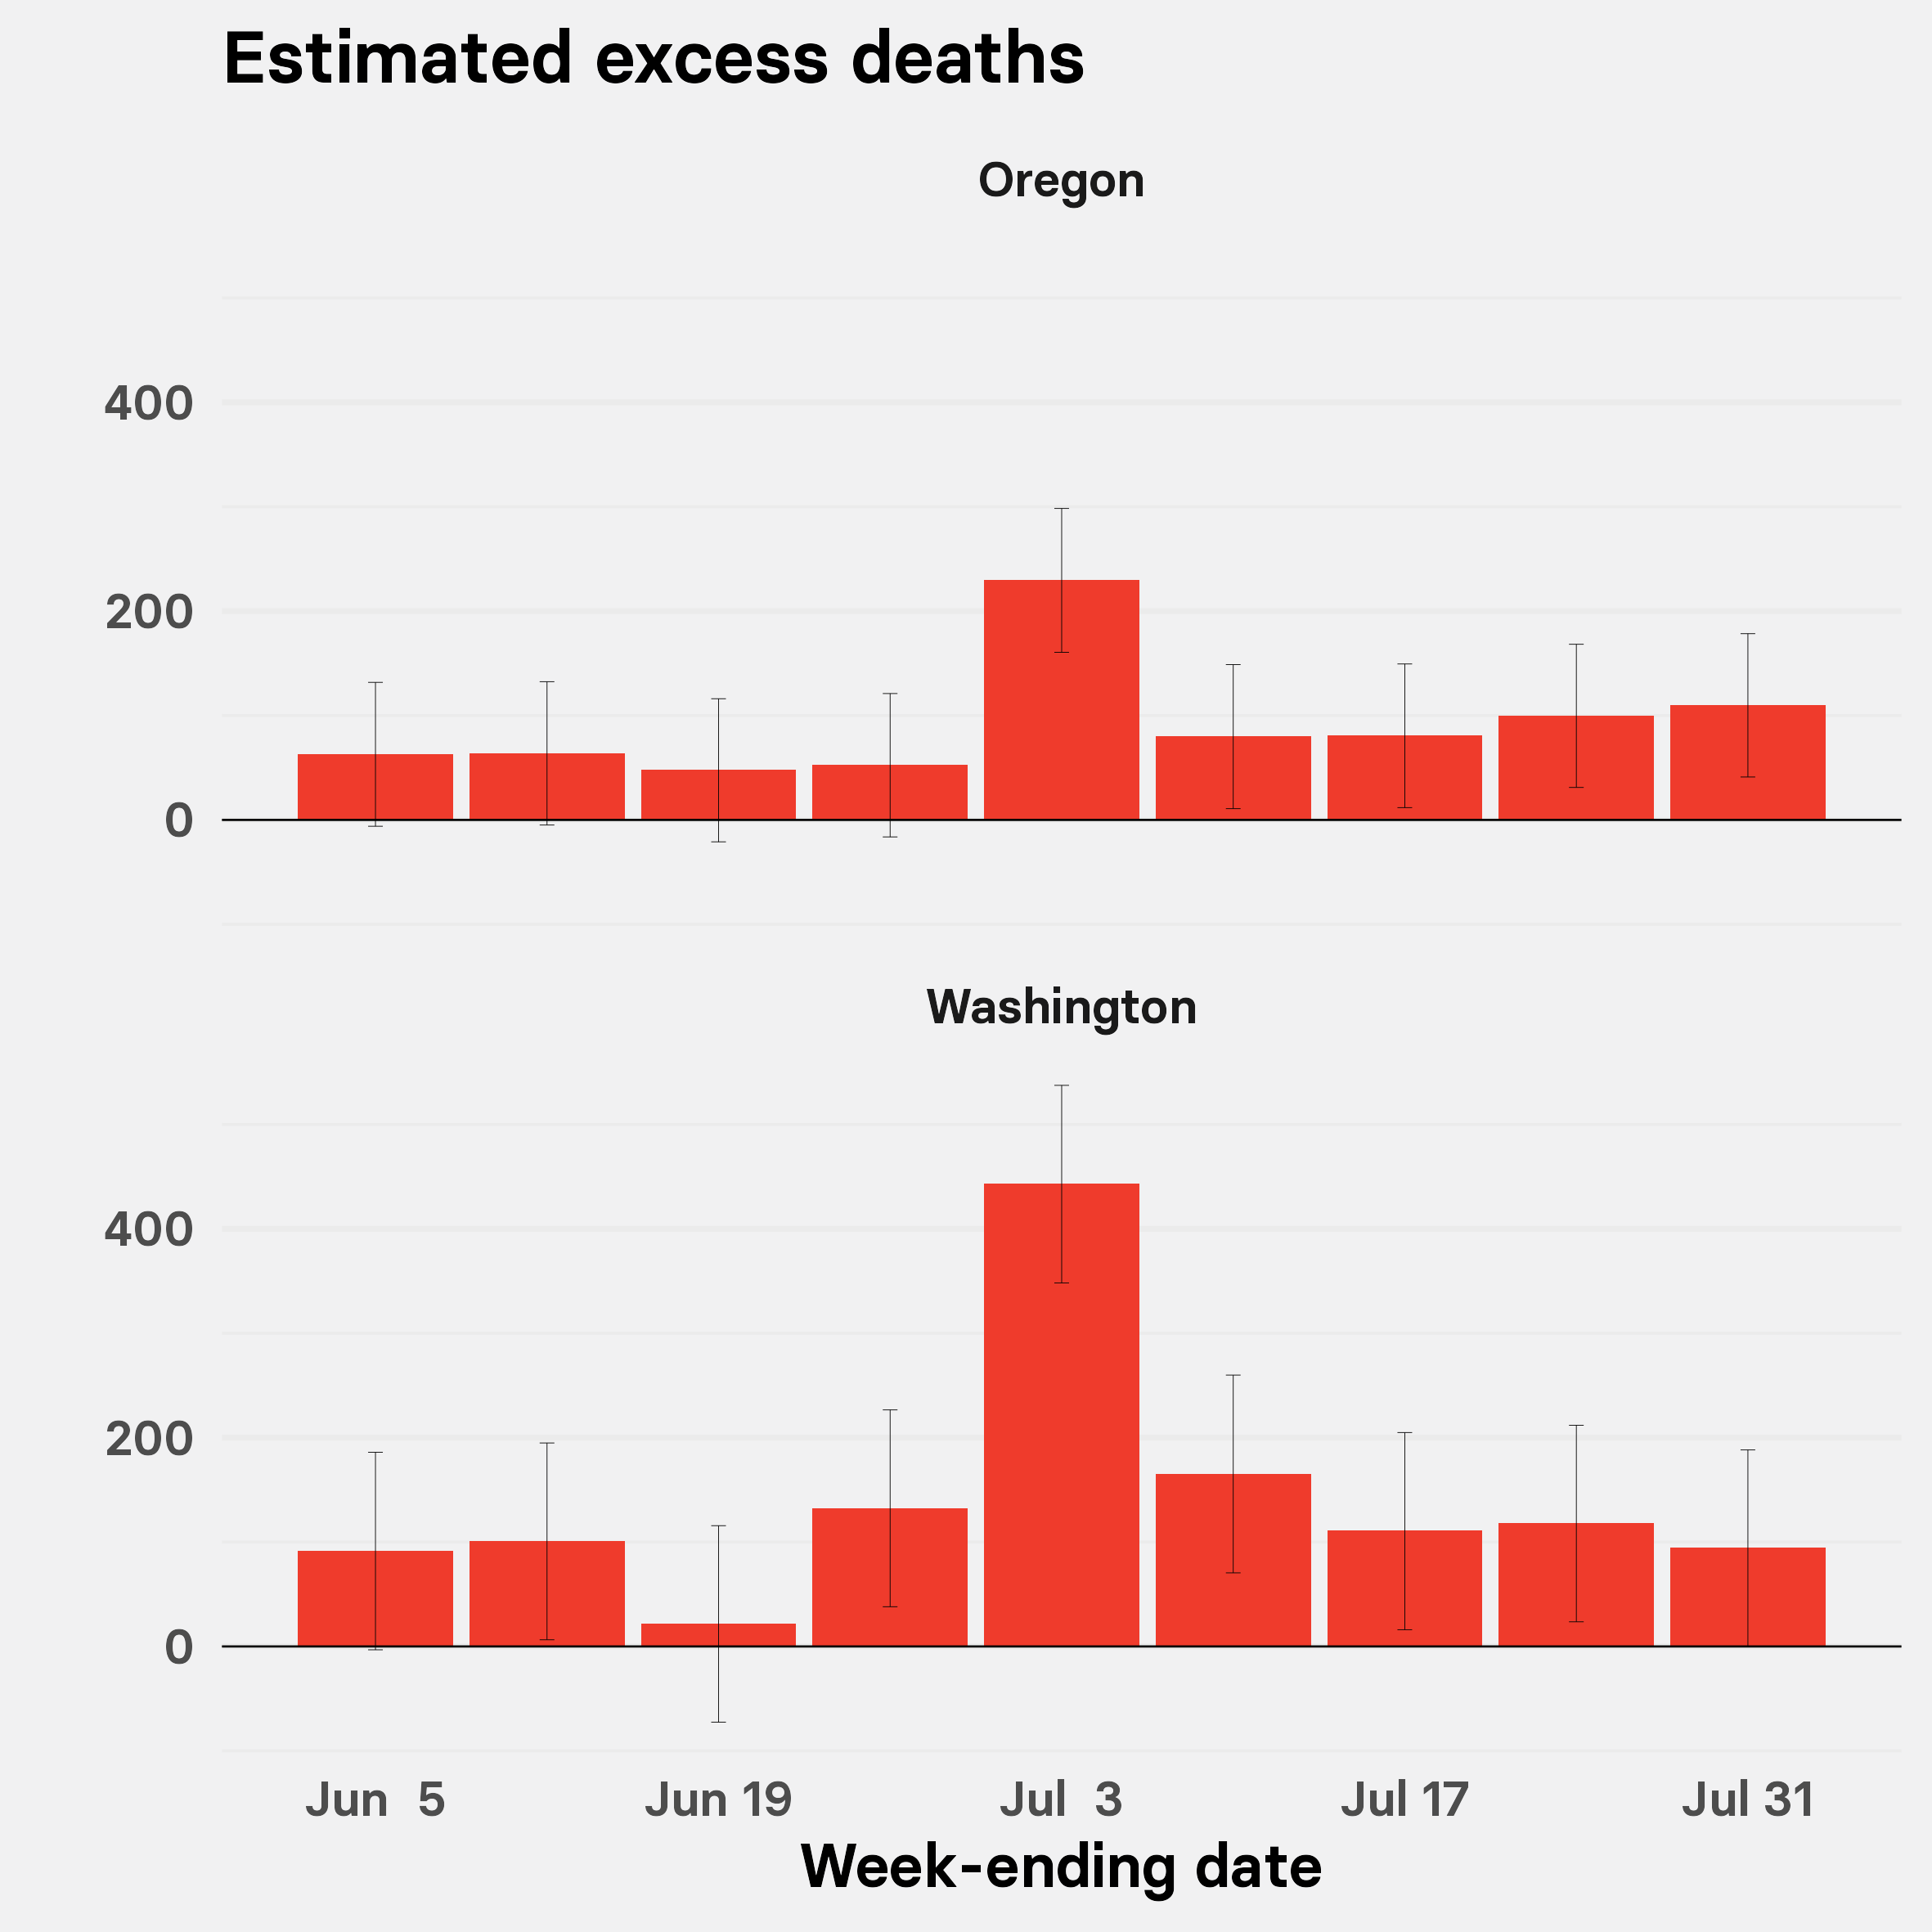 Estimated excess deaths
Oregon
400
200
0
Washington
400
200
0
Jun 5 Jun 19 Jul 3 Jul 17 Jul 31
Week-ending date